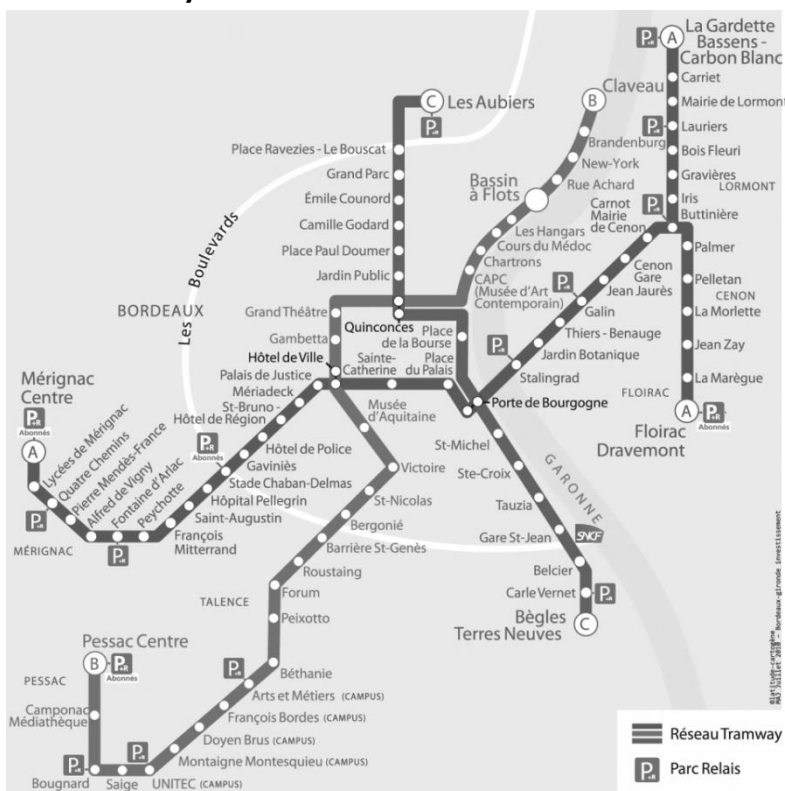 La Gardette
Bassens -
Carbon Blanc
A
P+R
Carriet
Mairie de Lormont
P+R
Lauriers
Bois Fleuri
Gravières
LORMONT
Iris
Buttinière
P+R
Carnot
Mairie
de Cenon
Palmer
Pelletan
CENON
La Morlette
Jean Zay
FLOIRAC
La Marègue
A
P+R
Abonnés
Floirac
Dravemont
Cenon
Gare
Jean Jaurès
P+R
Galin
Thiers - Benauge
P+R
Jardin Botanique
Stalingrad
Claveau
B
Brandenburg
New-York
Rue Achard
Bassin
à Flots
Les Hangars
Cours du Médoc
Chartrons
CAPC
(Musée d'Art
Contemporain)
C
Les Aubiers
P+R
Place Ravezies - Le Bouscat
Grand Parc
Émile Counord
Camille Godard
Place Paul Doumer
Jardin Public
Les Boulevards
BORDEAUX
Grand Théâtre
Quinconces
Gambetta
Place
de la Bourse
Hôtel de Ville
Sainte-
Catherine
Place
du Palais
Porte de Bourgogne
Palais de Justice
Mériadeck
St-Bruno -
Hôtel de Région
Musée
d'Aquitaine
Mérignac
Centre
P+R
Abonnés
A
Lycées de Mérignac
Quatre Chemins
Pierre Mendès-France
Alfred de Vigny
Fontaine d'Arlac
Peychotte
P+R
P+R
MÉRIGNAC
P+R
Abonnés
Hôtel de Police
Gaviniès
Stade Chaban-Delmas
Hôpital Pellegrin
Saint-Augustin
François
Mitterrand
Victoire
St-Nicolas
Bergonié
Barrière St-Genès
Roustaing
TALENCE
Forum
Peixotto
Béthanie
P+R
Arts et Métiers (CAMPUS)
François Bordes (CAMPUS)
Doyen Brus (CAMPUS)
Montaigne Montesquieu (CAMPUS)
UNITEC (CAMPUS)
P+R
Saige
P+R
Bougnard
Camponac
Médiathèque
PESSAC
Pessac Centre
B
P+R
Abonnés
St-Michel
GARONNE
Ste-Croix
Tauzia
Gare St-Jean
SNCF
Belcier
Carle Vernet
P+R
Bègles
Terres Neuves
C
©latitude-cartogène
MAJ Juillet 2010 - Bordeaux-gironde investissement
Réseau Tramway
P+R
Parc Relais